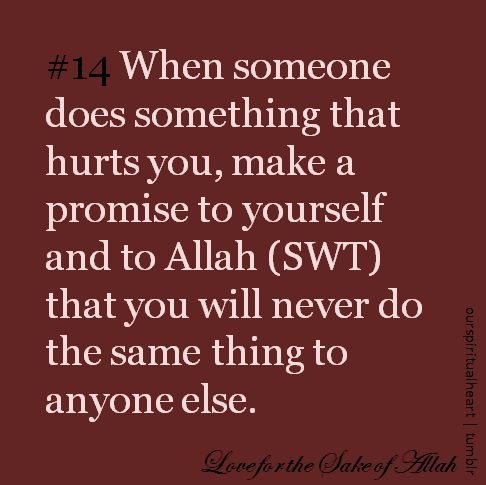 #14 When someone
does something that
hurts you, make a
promise to yourself
and to Allah (SWT)
that you will never do
the same thing to
anyone else.
ourspiritualheart | tumblr
Love for the Sake of Allah